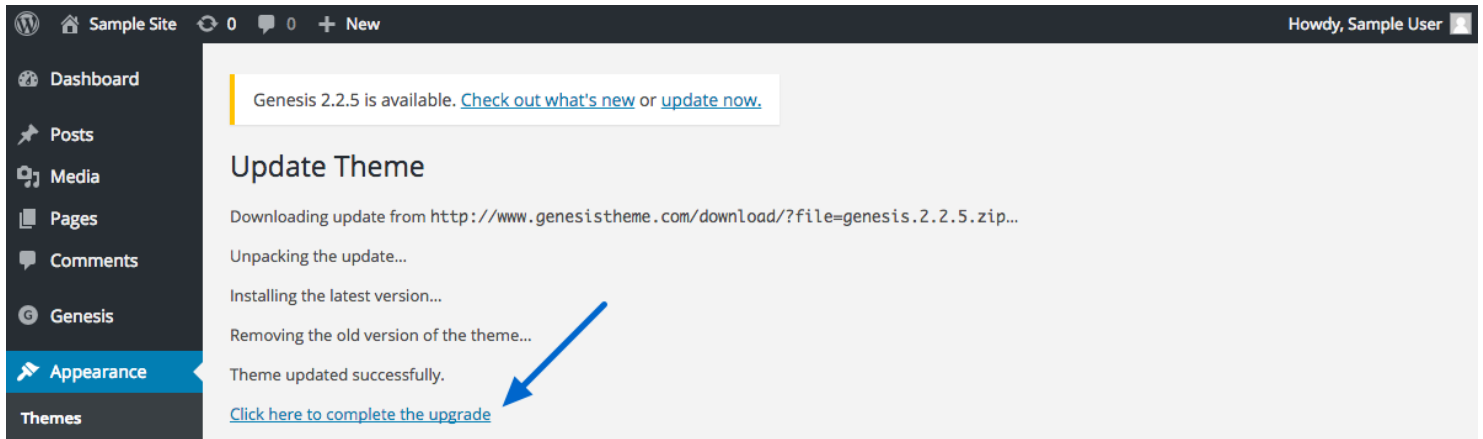 Sample Site 0 0 + New Howdy, Sample User
Dashboard
Genesis 2.2.5 is available. Check out what's new or update now.
Posts
Media
Pages
Comments
G Genesis
Appearance
Themes
Update Theme
Downloading update from http://www.genesistheme.com/download/?file=genesis.2.2.5.zip…
Unpacking the update…
Installing the latest version…
Removing the old version of the theme…
Theme updated successfully.
Click here to complete the upgrade